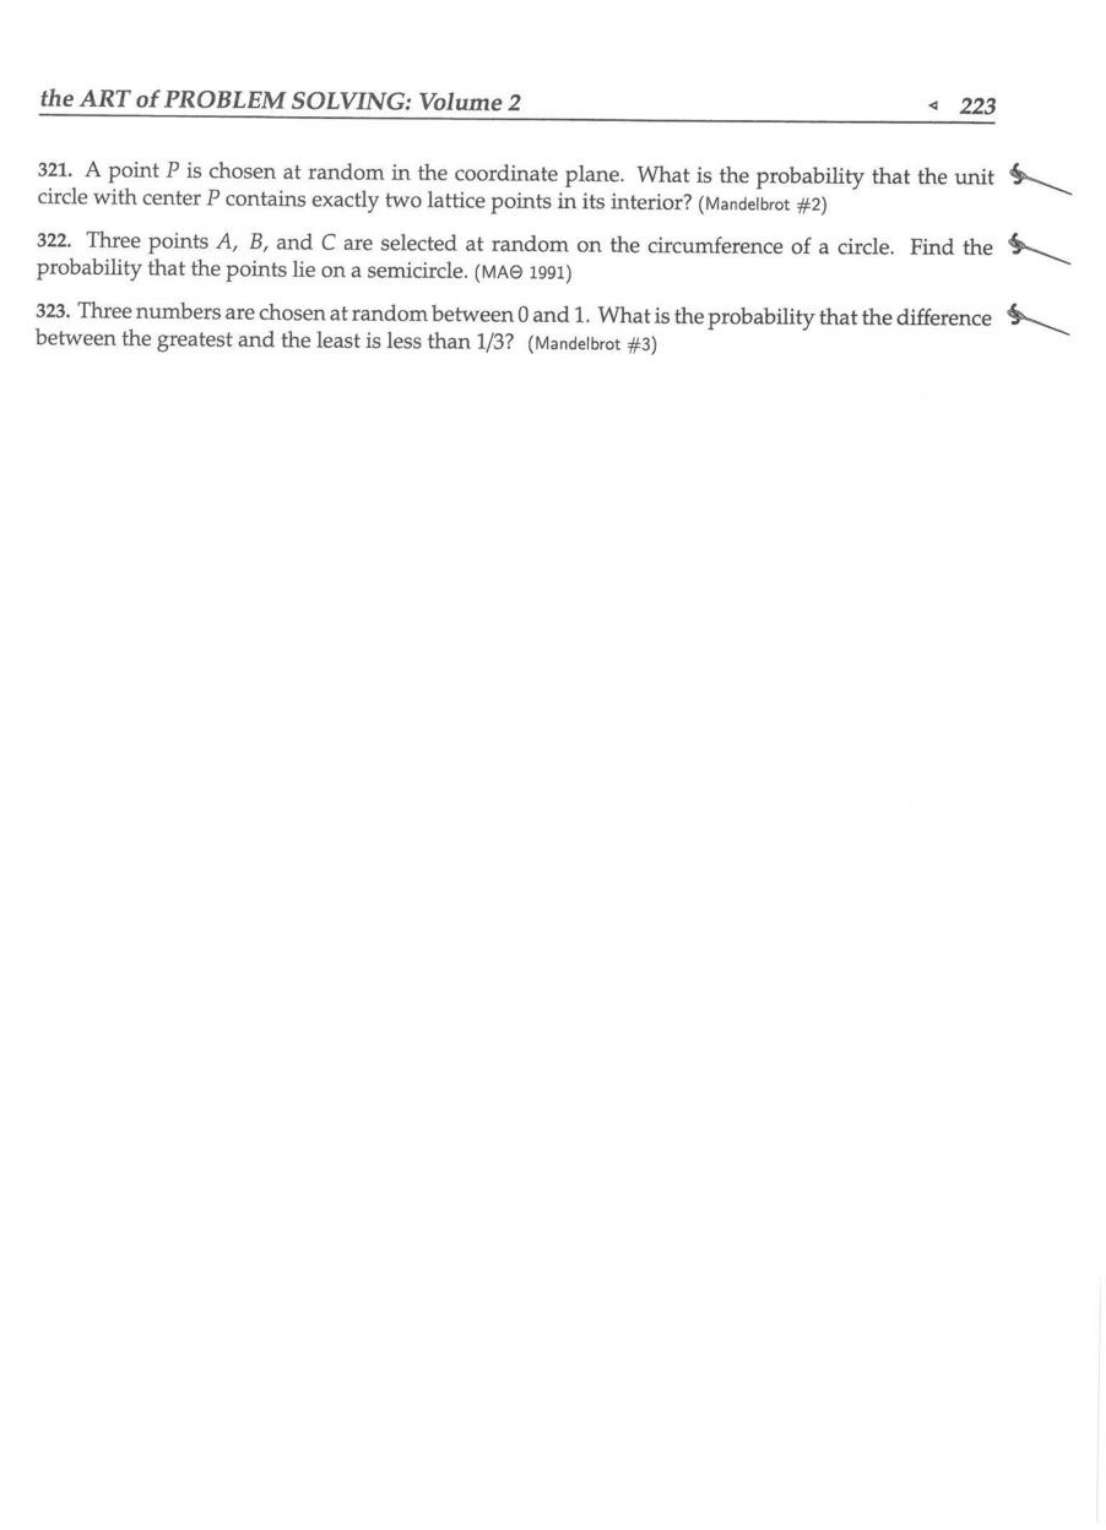 the ART of PROBLEM SOLVING: Volume 2 ◃ 223
321. A point P is chosen at random in the coordinate plane. What is the probability that the unit
circle with center P contains exactly two lattice points in its interior? (Mandelbrot #2)
322. Three points A, B, and C are selected at random on the circumference of a circle. Find the
probability that the points lie on a semicircle. (MAΘ 1991)
323. Three numbers are chosen at random between 0 and 1. What is the probability that the difference
between the greatest and the least is less than 1/3? (Mandelbrot #3)